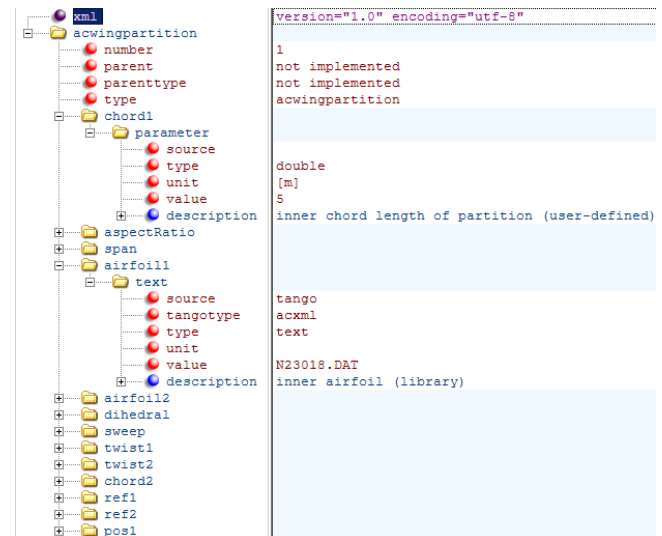 xml version="1.0" encoding="utf-8"
acwingpartition
number 1
parent not implemented
parenttype not implemented
type acwingpartition
chord1
parameter
source
type double
unit [m]
value 5
description inner chord length of partition (user-defined)
aspectRatio
span
airfoil1
text
source tango
tangotype acxml
type text
unit
value N23018.DAT
description inner airfoil (library)
airfoil2
dihedral
sweep
twist1
twist2
chord2
ref1
ref2
pos1